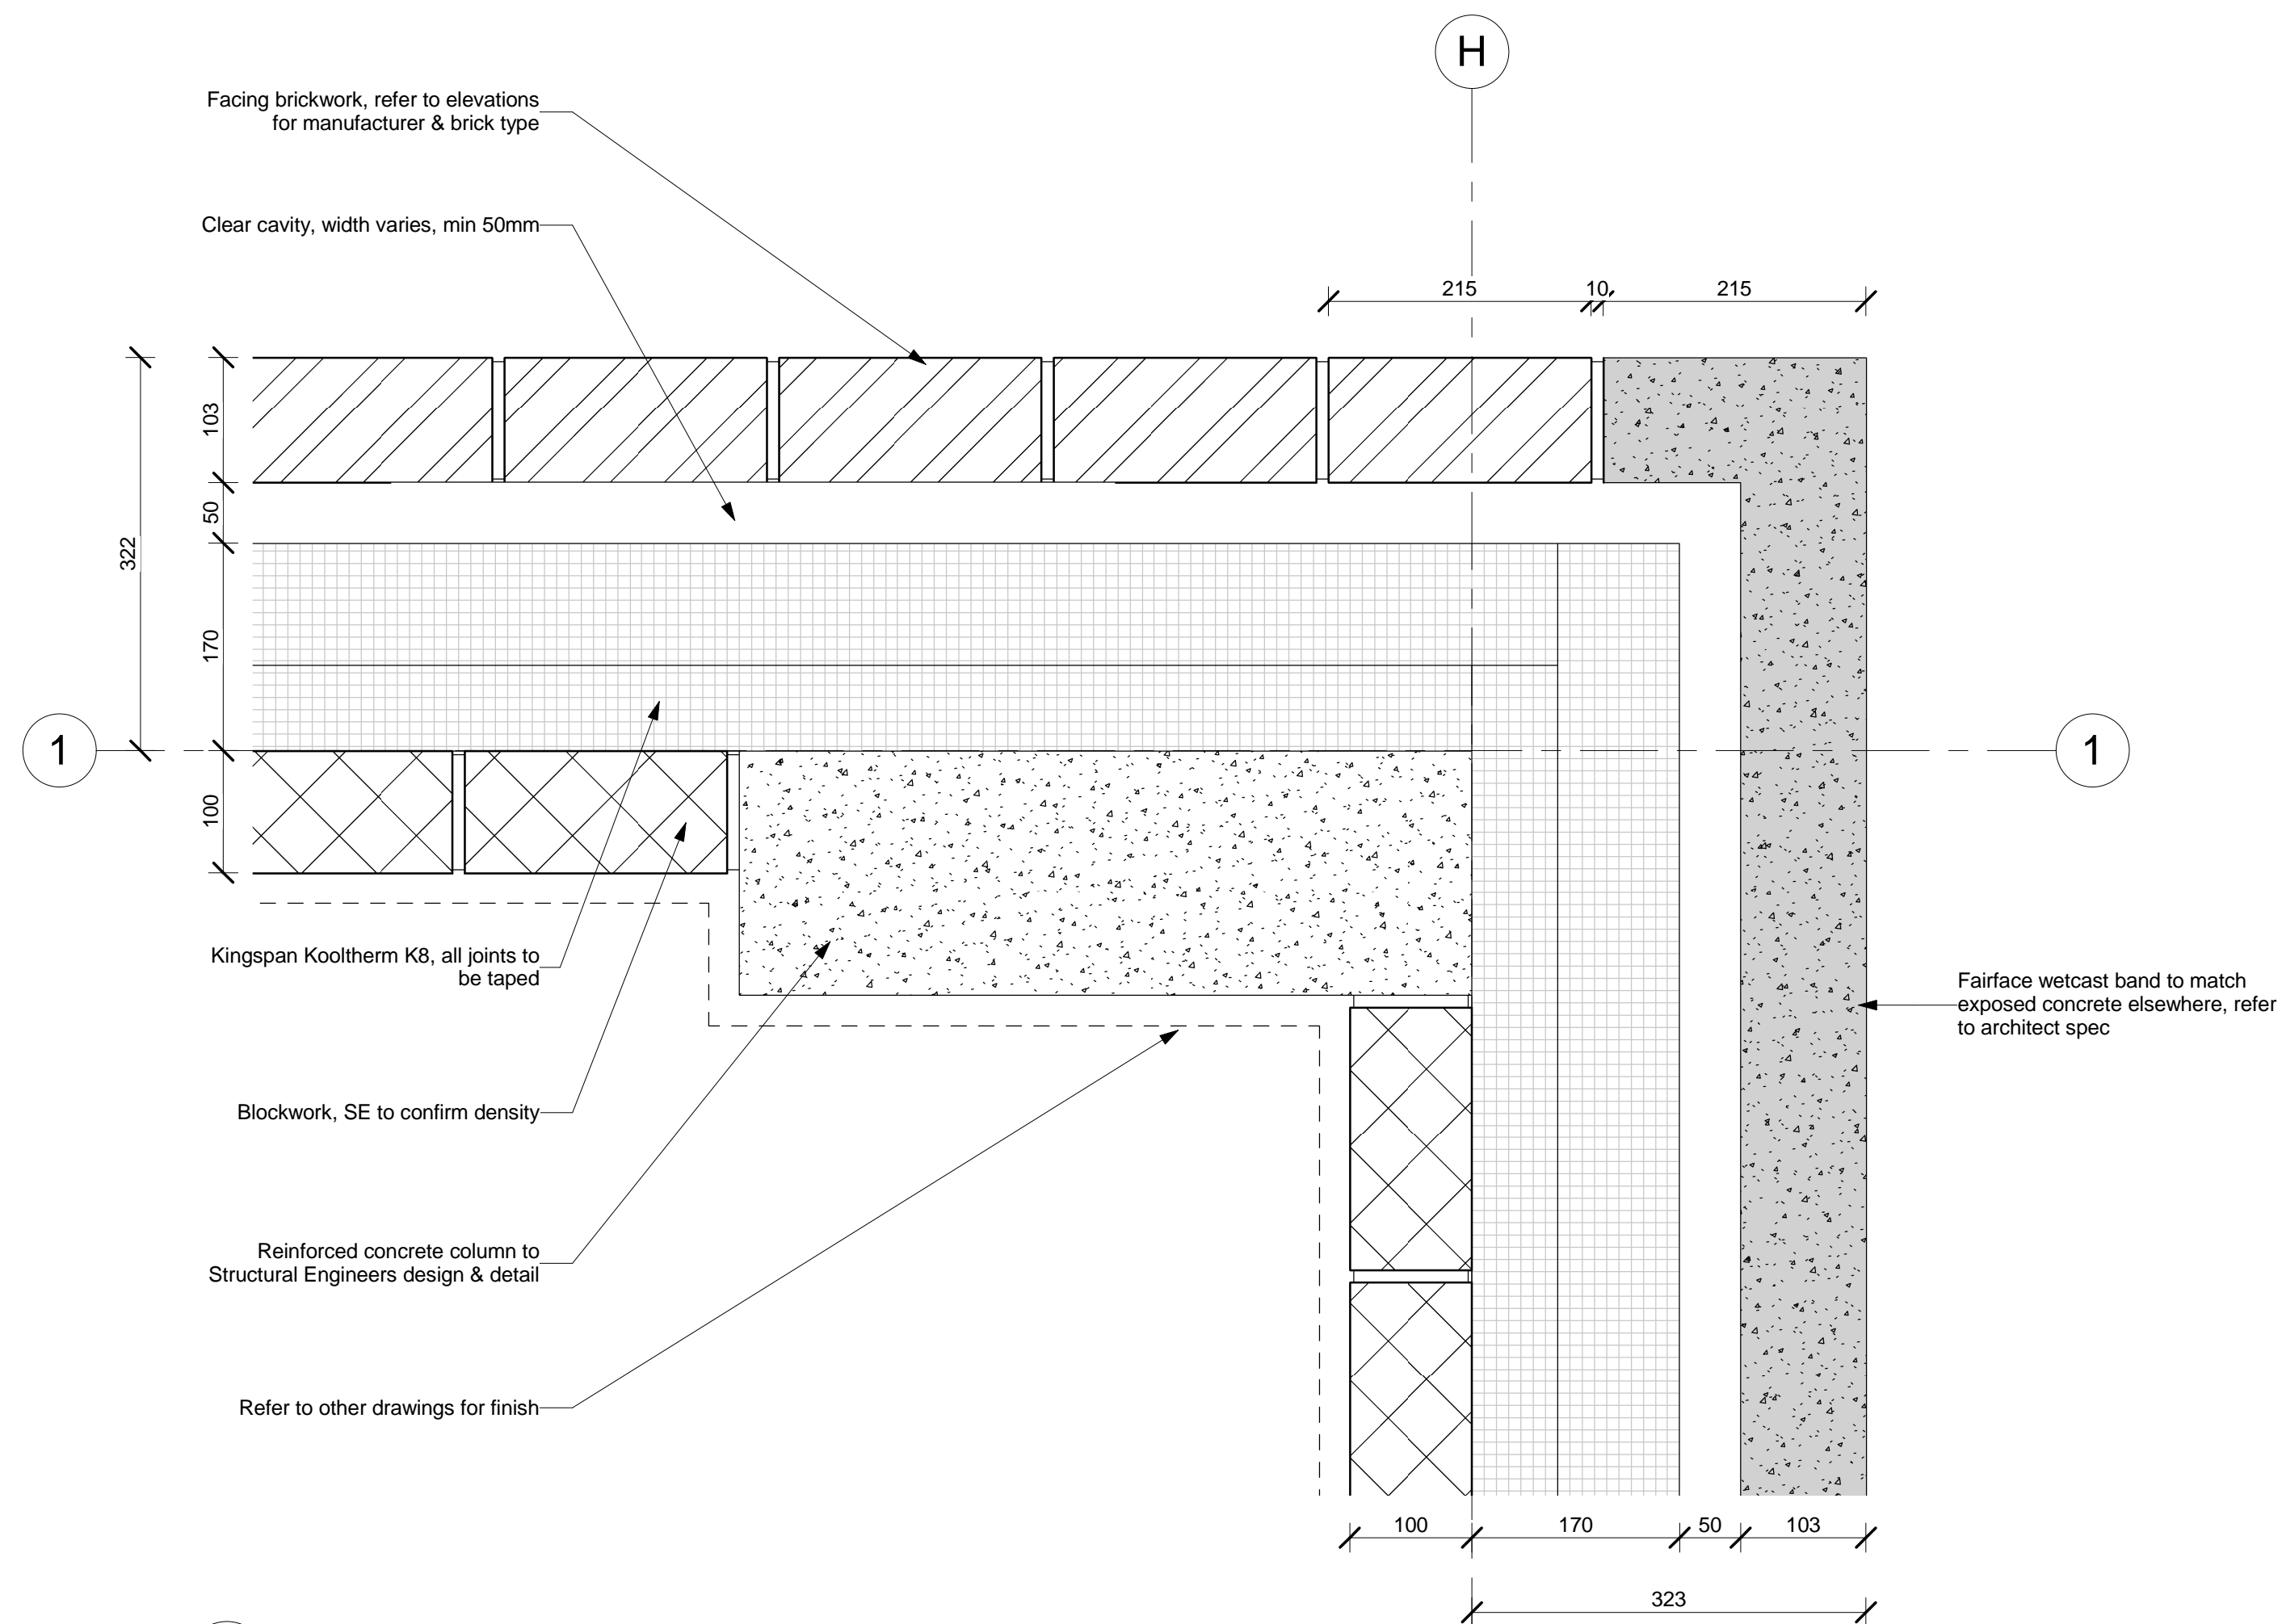 H
Facing brickwork, refer to elevations
for manufacturer & brick type
Clear cavity, width varies, min 50mm
215
10
215
103
50
322
170
1
1
100
Kingspan Kooltherm K8, all joints to
be taped
Fairface wetcast band to match
exposed concrete elsewhere, refer
to architect spec
Blockwork, SE to confirm density
Reinforced concrete column to
Structural Engineers design & detail
Refer to other drawings for finish
100
170
50
103
323